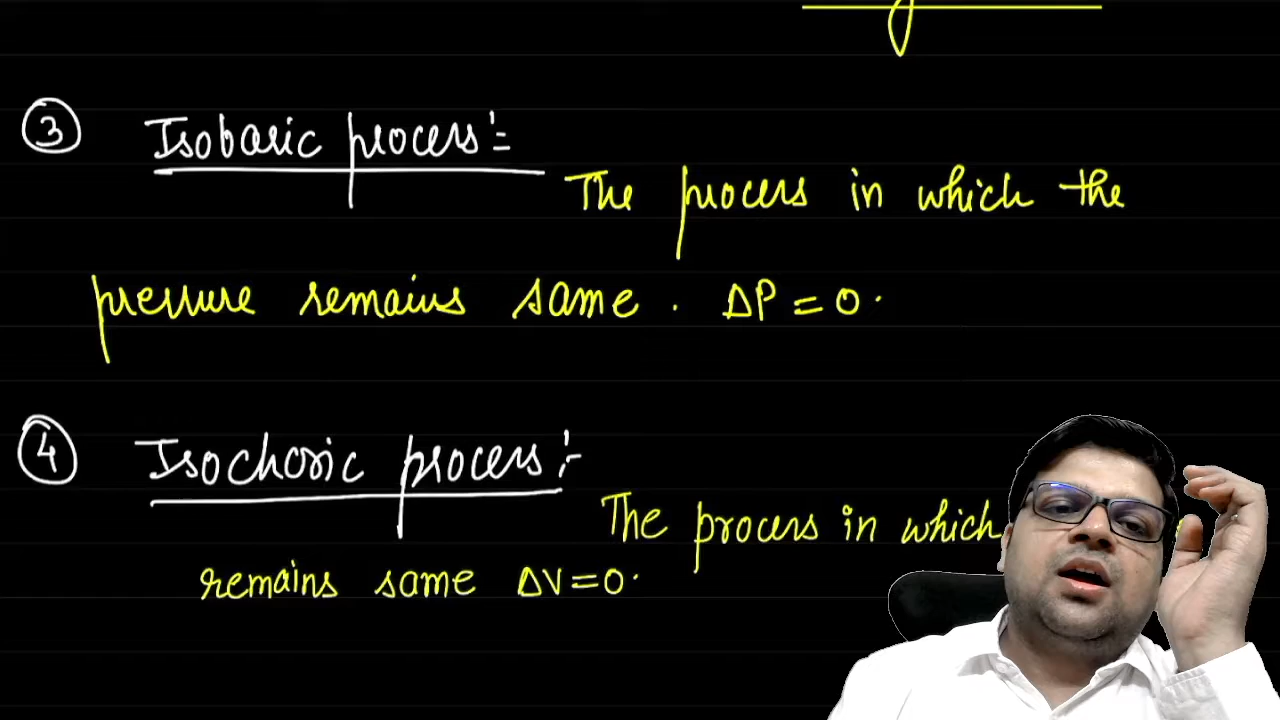 ③ Isobaric process:-
The process in which the
pressure remains same. ΔP = 0.
④ Isochoric process:-
The process in which
remains same ΔV=0.